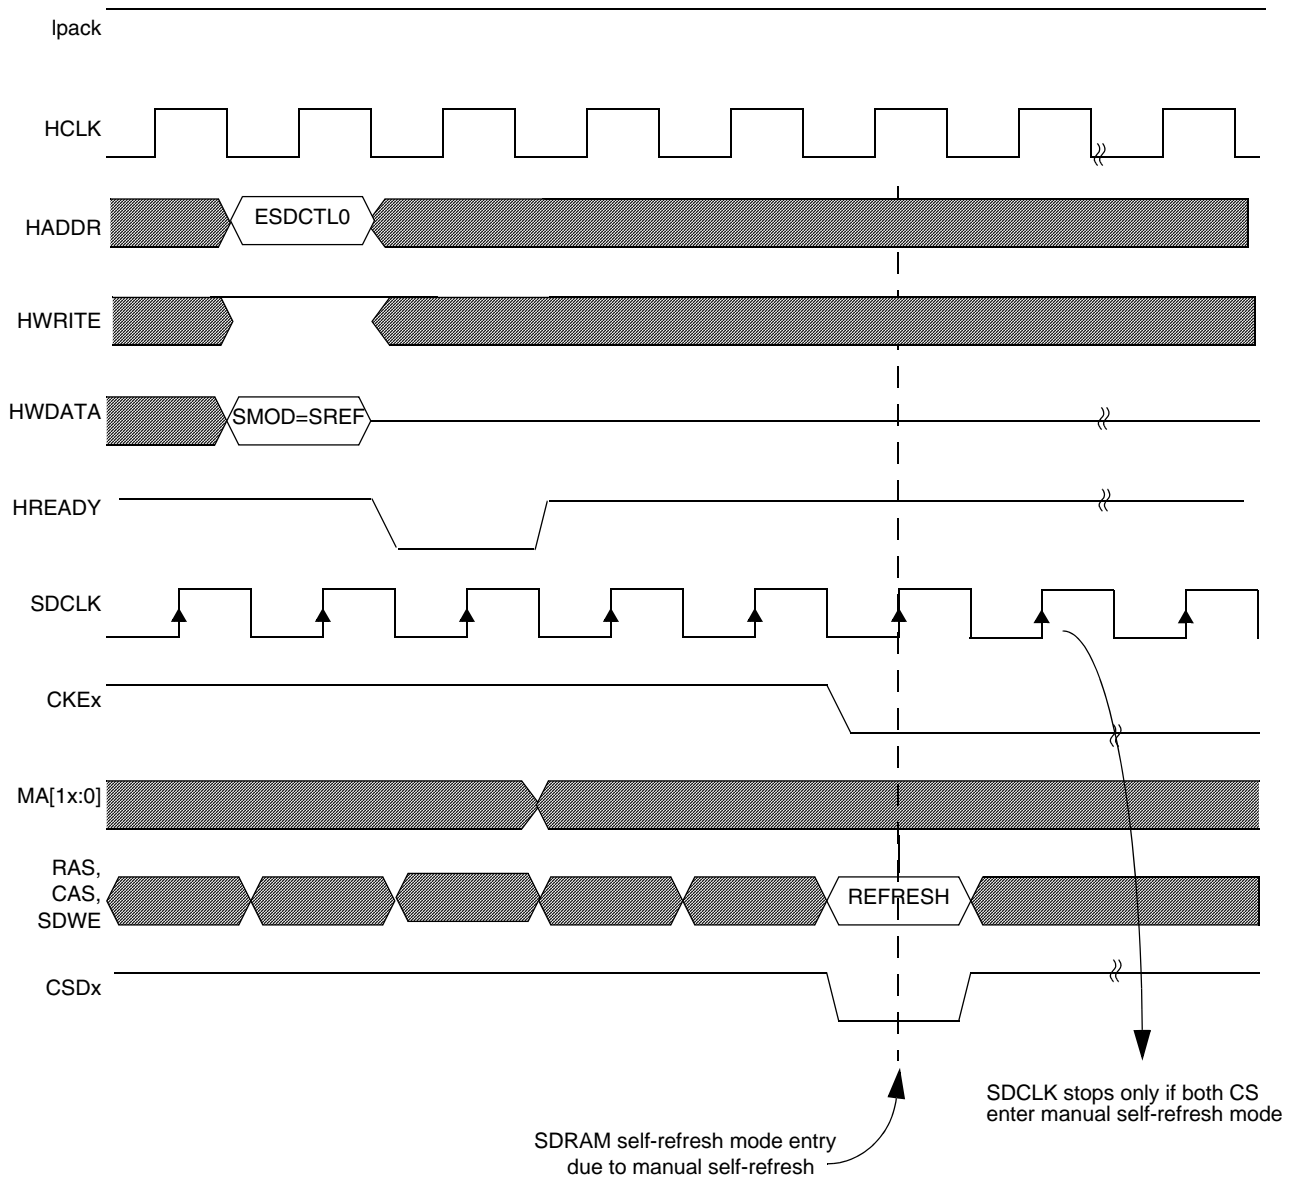 lpack
HCLK
HADDR
ESDCTL0
HWRITE
HWDATA
SMOD=SREF
HREADY
SDCLK
CKEx
MA[1x:0]
RAS,
CAS,
SDWE
REFRESH
CSDx
SDCLK stops only if both CS
enter manual self-refresh mode
SDRAM self-refresh mode entry
due to manual self-refresh